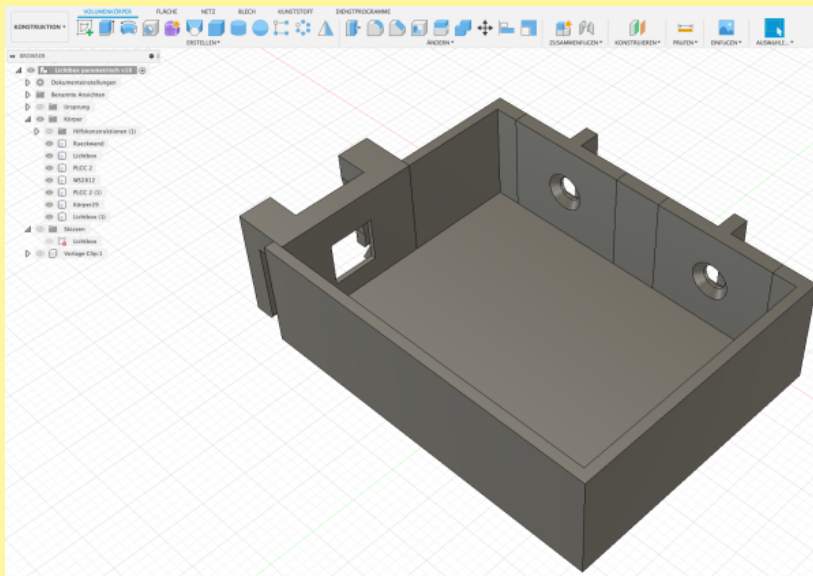 VOLUMENKÖRPER FLÄCHE NETZ BLECH KUNSTSTOFF DIENSTPROGRAMME
KONSTRUKTION
ERSTELLEN ÄNDERN ZUSAMMENFÜGEN KONSTRUIEREN PRÜFEN EINFÜGEN AUSWÄHLE...
BROWSER
Lichtbox parametrisch v18
Dokumenteinstellungen
Benannte Ansichten
Ursprung
Körper
Hilfskonstruktionen (1)
Rueckwand
Lichtbox
PLCC 2
WS2812
PLCC 2 (1)
Körper29
Lichtbox (1)
Skizzen
Lichtbox
Vorlage Clip:1